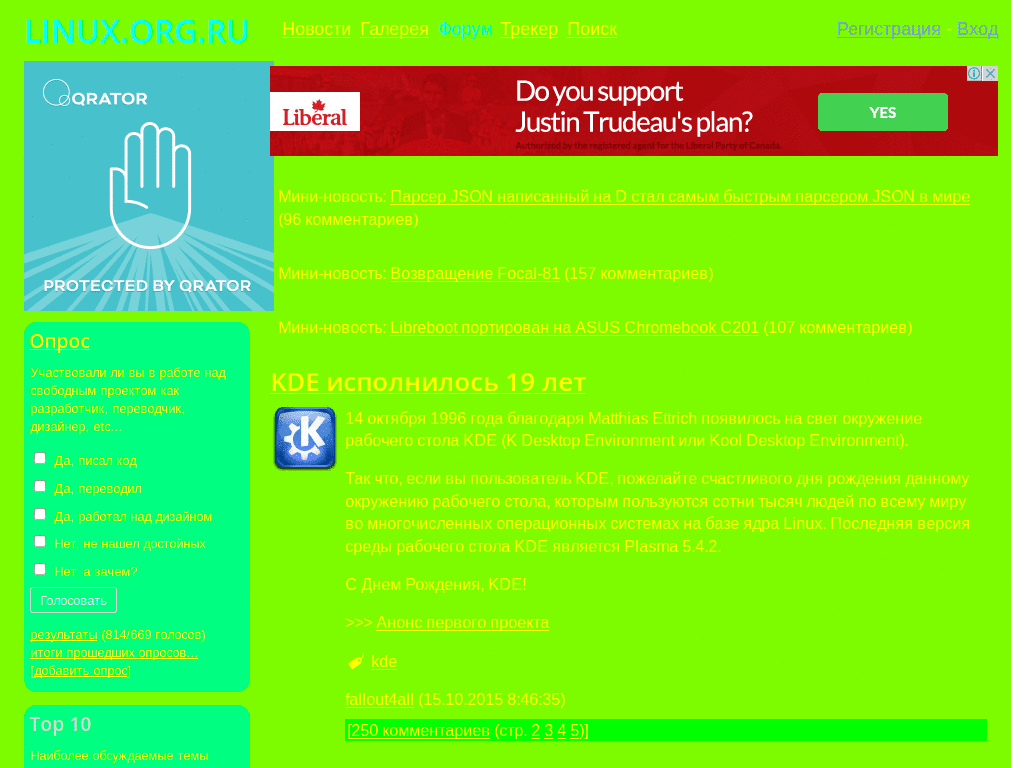 LINUX.ORG.RU
Новости Галерея Форум Трекер Поиск
Регистрация - Вход
QRATOR
PROTECTED BY QRATOR
Liberal
Do you support
Justin Trudeau's plan?
Authorized by the registered agent for the Liberal Party of Canada.
YES
Мини-новость: Парсер JSON написанный на D стал самым быстрым парсером JSON в мире
(96 комментариев)
Мини-новость: Возвращение Focal-81 (157 комментариев)
Мини-новость: Libreboot портирован на ASUS Chromebook C201 (107 комментариев)
Опрос
Участвовали ли вы в работе над
свободным проектом как
разработчик, переводчик,
дизайнер, etc...
Да, писал код
Да, переводил
Да, работал над дизайном
Нет, не нашел достойных
Нет, а зачем?
Голосовать
результаты (814/669 голосов)
итоги прошедших опросов...
[добавить опрос]
Top 10
Наиболее обсуждаемые темы
KDE исполнилось 19 лет
K
14 октября 1996 года благодаря Matthias Ettrich появилось на свет окружение
рабочего стола KDE (K Desktop Environment или Kool Desktop Environment).
Так что, если вы пользователь KDE, пожелайте счастливого дня рождения данному
окружению рабочего стола, которым пользуются сотни тысяч людей по всему миру
во многочисленных операционных системах на базе ядра Linux. Последняя версия
среды рабочего стола KDE является Plasma 5.4.2.
С Днем Рождения, KDE!
>>> Анонс первого проекта
kde
fallout4all (15.10.2015 8:46:35)
[250 комментариев (стр. 2 3 4 5)]